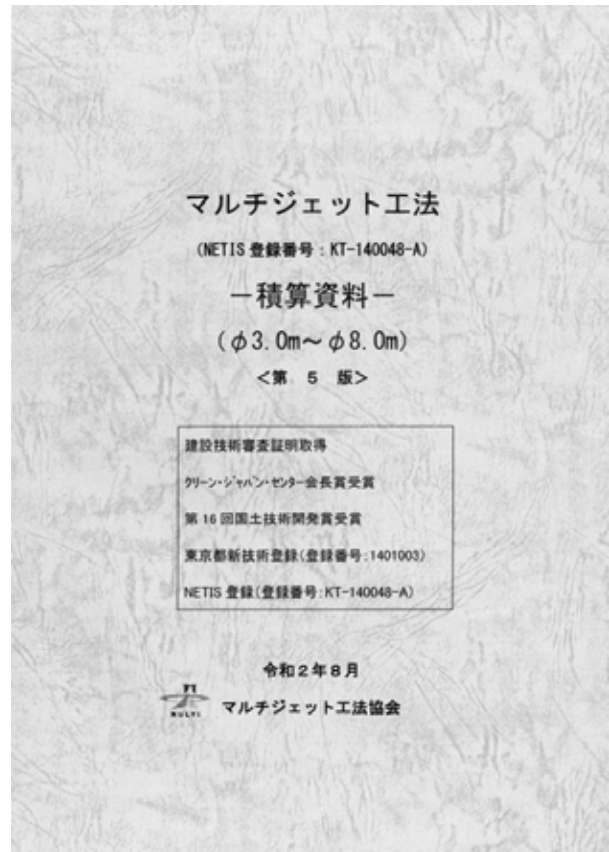 マルチジェット工法
(NETIS 登録番号：KT-140048-A)
－積算資料－
(φ3.0m～φ8.0m)
＜第 5 版＞
建設技術審査証明取得
クリーン・ジャパン・センター会長賞受賞
第 16 回国土技術開発賞受賞
東京都新技術登録(登録番号:1401003)
NETIS 登録(登録番号:KT-140048-A)
令和２年８月
MULTI
マルチジェット工法協会